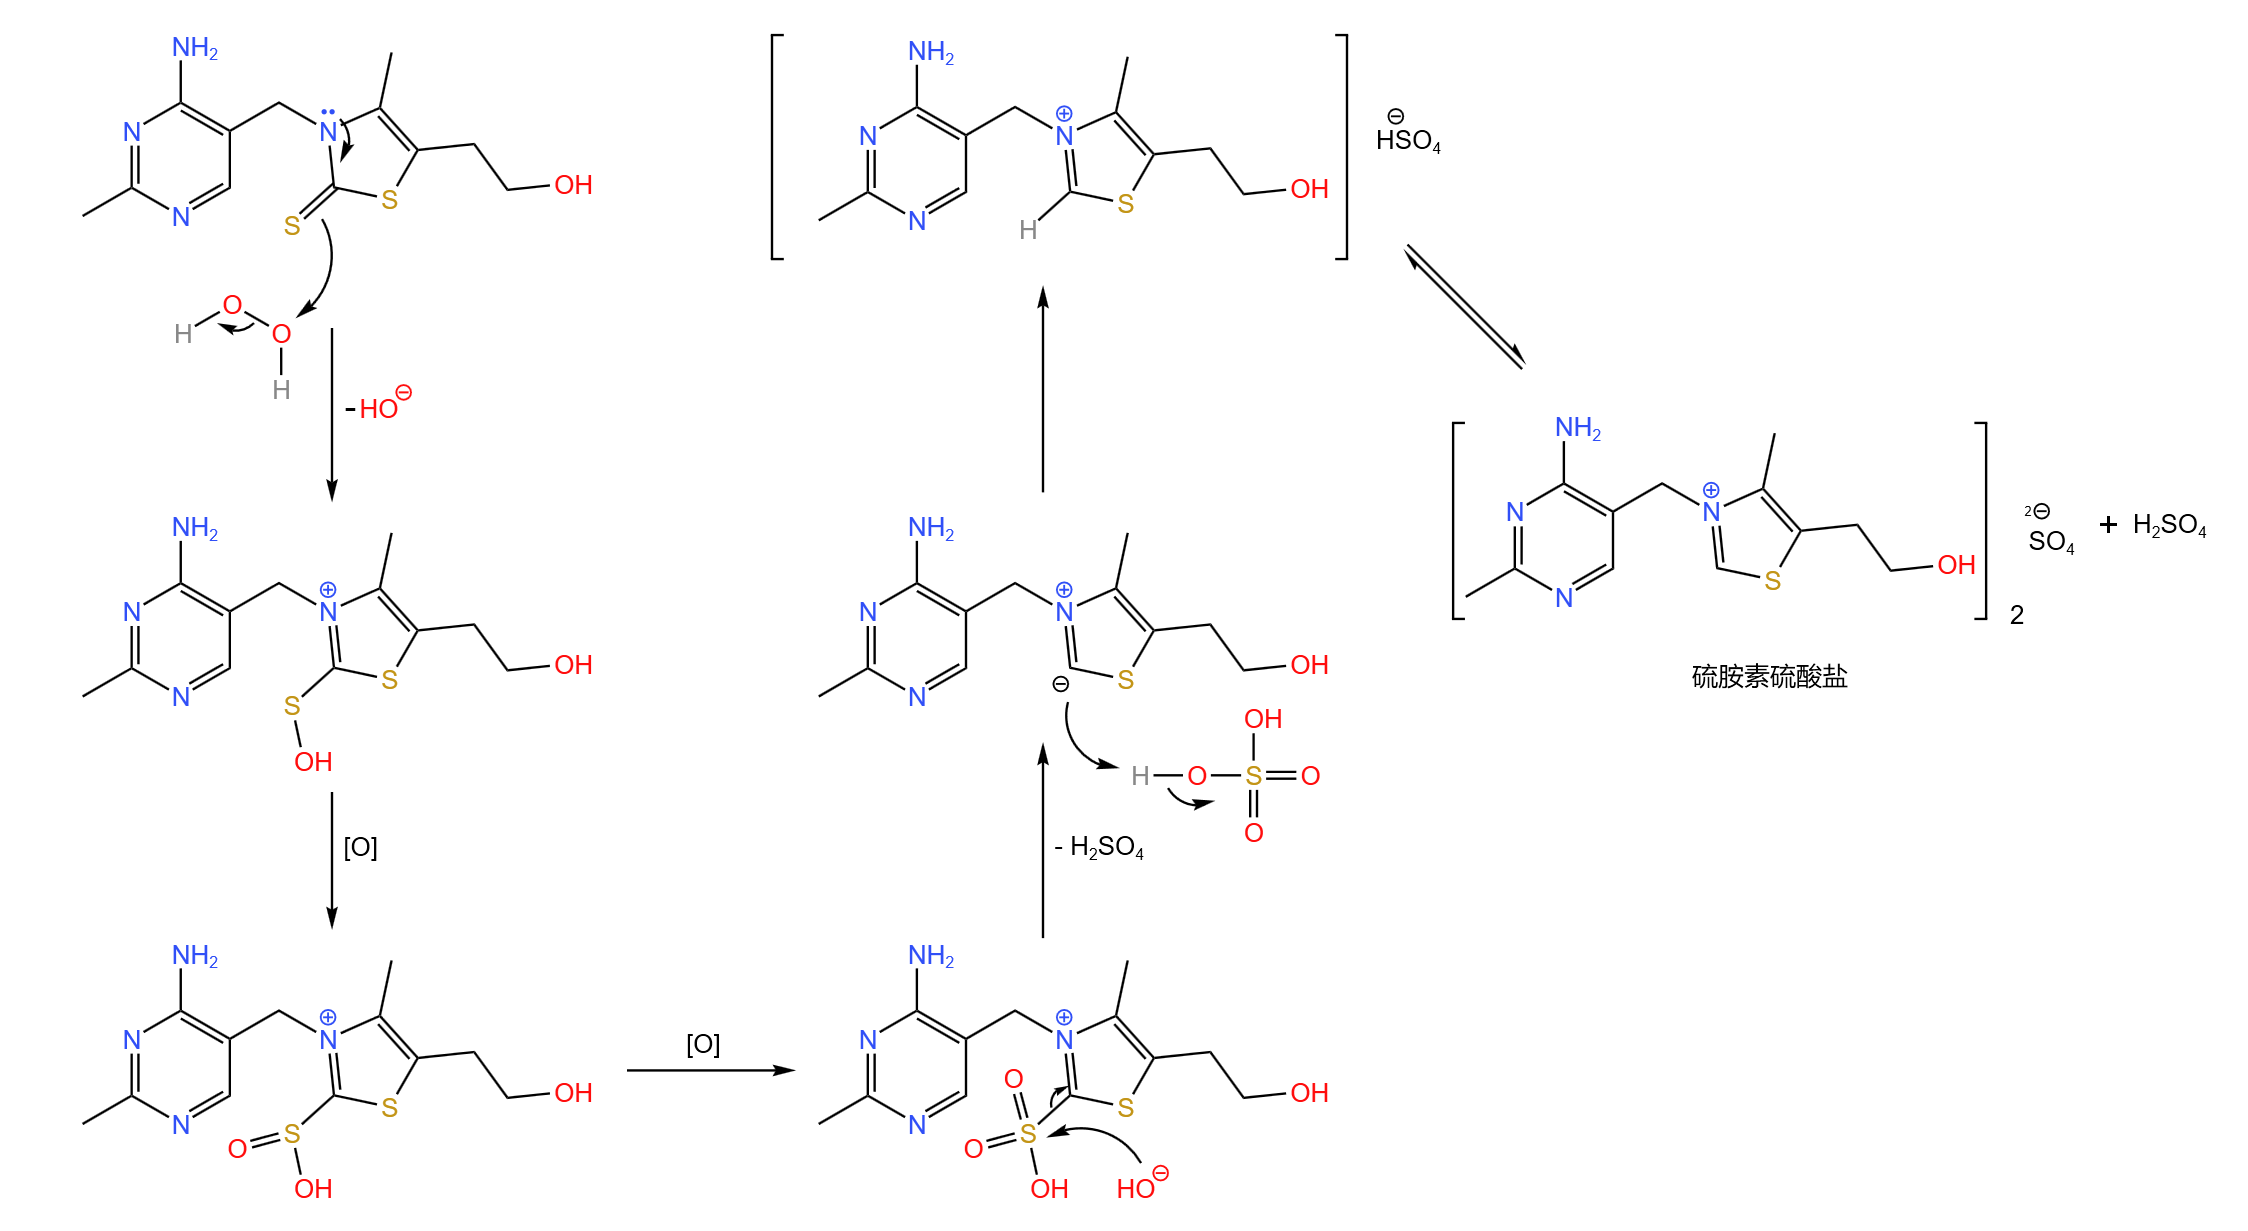 NH₂
N
N
N
S
S
OH
H
O
O
H
-HO⊖
NH₂
N
N
N⊕
S
S
OH
OH
[O]
NH₂
N
N
N⊕
S
S
O
OH
OH
[O]
NH₂
N
N
N⊕
S
S
O
O
OH
OH
HO⊖
- H₂SO₄
NH₂
N
N
N⊕
S
⊖
OH
H
O
S
O
O
OH
NH₂
N
N
N⊕
S
H
OH
⊖
HSO₄
NH₂
N
N
N⊕
S
OH
2
2⊖
SO₄ + H₂SO₄
硫胺素硫酸盐